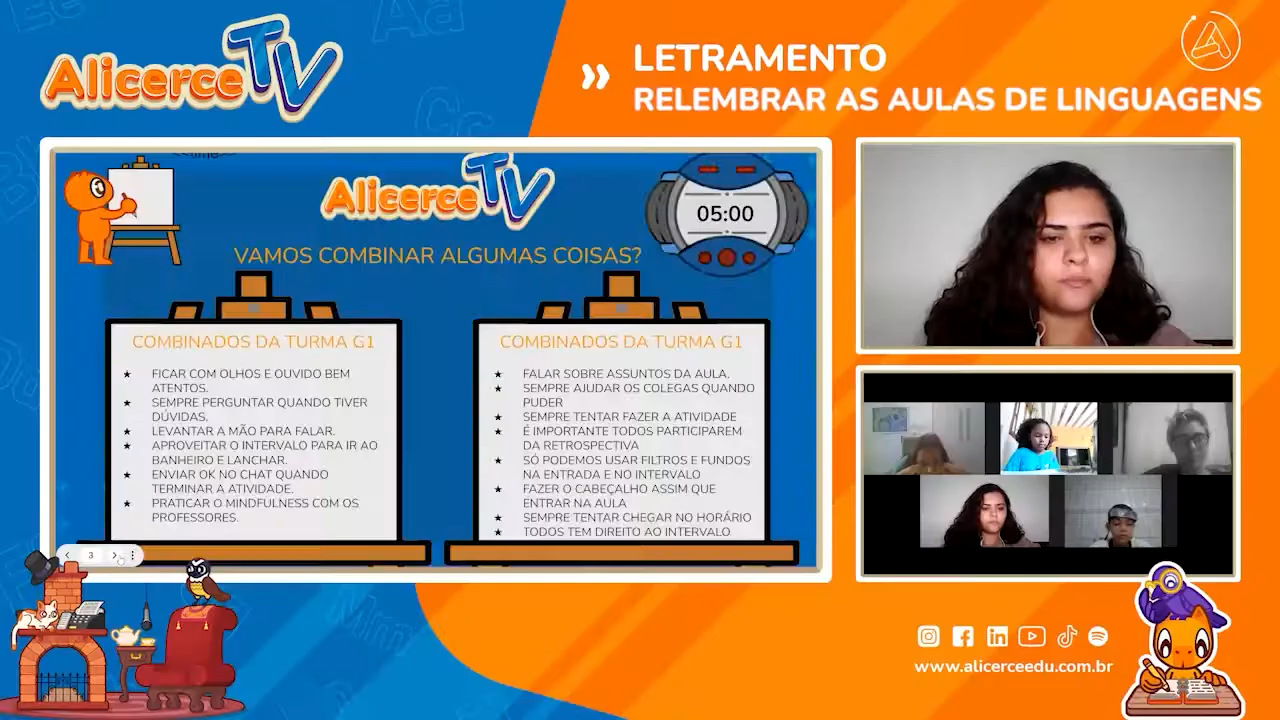 Alicerce TV
LETRAMENTO
RELEMBRAR AS AULAS DE LINGUAGENS
Alicerce TV
05:00
VAMOS COMBINAR ALGUMAS COISAS?
COMBINADOS DA TURMA G1
★ FICAR COM OLHOS E OUVIDO BEM
ATENTOS.
★ SEMPRE PERGUNTAR QUANDO TIVER
DÚVIDAS.
★ LEVANTAR A MÃO PARA FALAR.
★ APROVEITAR O INTERVALO PARA IR AO
BANHEIRO E LANCHAR.
★ ENVIAR OK NO CHAT QUANDO
TERMINAR A ATIVIDADE.
★ PRATICAR O MINDFULNESS COM OS
PROFESSORES.
COMBINADOS DA TURMA G1
★ FALAR SOBRE ASSUNTOS DA AULA.
★ SEMPRE AJUDAR OS COLEGAS QUANDO
PUDER
★ SEMPRE TENTAR FAZER A ATIVIDADE
★ É IMPORTANTE TODOS PARTICIPAREM
DA RETROSPECTIVA
★ SÓ PODEMOS USAR FILTROS E FUNDOS
NA ENTRADA E NO INTERVALO
★ FAZER O CABEÇALHO ASSIM QUE
ENTRAR NA AULA
★ SEMPRE TENTAR CHEGAR NO HORÁRIO
★ TODOS TEM DIREITO AO INTERVALO
3
www.alicerceedu.com.br